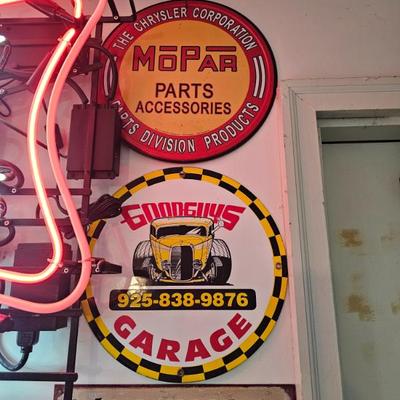 THE CHRYSLER CORPORATION
MOPAR
PARTS
ACCESSORIES
PARTS DIVISION PRODUCTS
GOODGUYS
925-838-9876
GARAGE